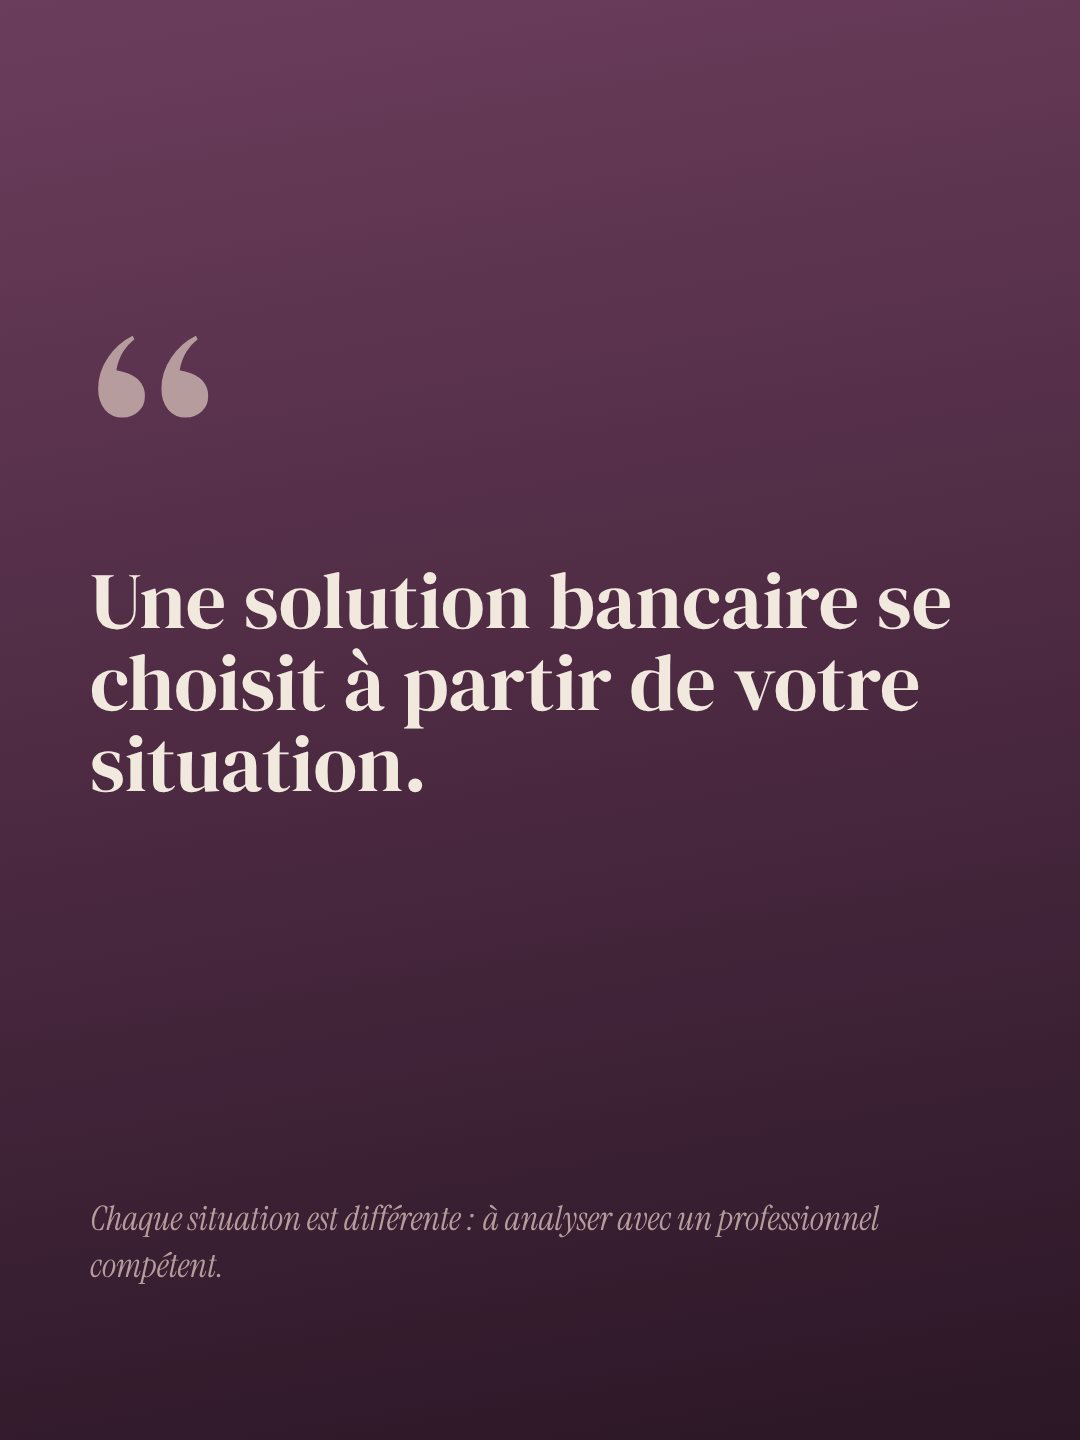 “
Une solution bancaire se
choisit à partir de votre
situation.
Chaque situation est différente : à analyser avec un professionnel
compétent.